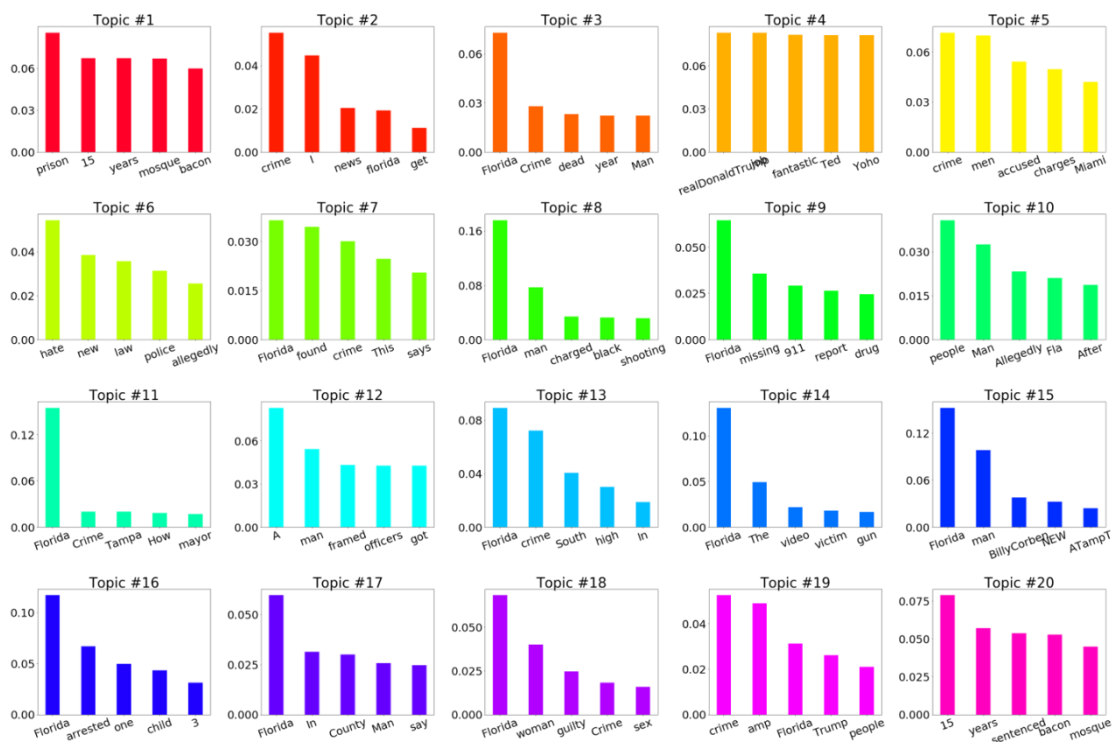 Topic #1 Topic #2 Topic #3 Topic #4 Topic #5
0.06 0.03 0.00
prison 15 years mosque bacon
0.04 0.02 0.00
crime I news florida get
0.06 0.03 0.00
Florida Crime dead year Man
0.06 0.03 0.00
realDonaldTrump job fantastic Ted Yoho
0.06 0.03 0.00
crime men accused charges Miami
Topic #6 Topic #7 Topic #8 Topic #9 Topic #10
0.04 0.02 0.00
hate new law police allegedly
0.030 0.015 0.000
Florida found crime This says
0.16 0.08 0.00
Florida man charged black shooting
0.050 0.025 0.000
Florida missing 911 report drug
0.030 0.015 0.000
people Man Allegedly Fla After
Topic #11 Topic #12 Topic #13 Topic #14 Topic #15
0.12 0.06 0.00
Florida Crime Tampa How mayor
0.06 0.03 0.00
A man framed officers got
0.08 0.04 0.00
Florida crime South high In
0.10 0.05 0.00
Florida The video victim gun
0.12 0.06 0.00
Florida man BillyCorben NEW ATampT
Topic #16 Topic #17 Topic #18 Topic #19 Topic #20
0.10 0.05 0.00
Florida arrested one child 3
0.050 0.025 0.000
Florida In County Man say
0.050 0.025 0.000
Florida woman guilty Crime sex
0.04 0.02 0.00
crime amp Florida Trump people
0.075 0.050 0.025 0.000
15 years sentenced bacon mosque